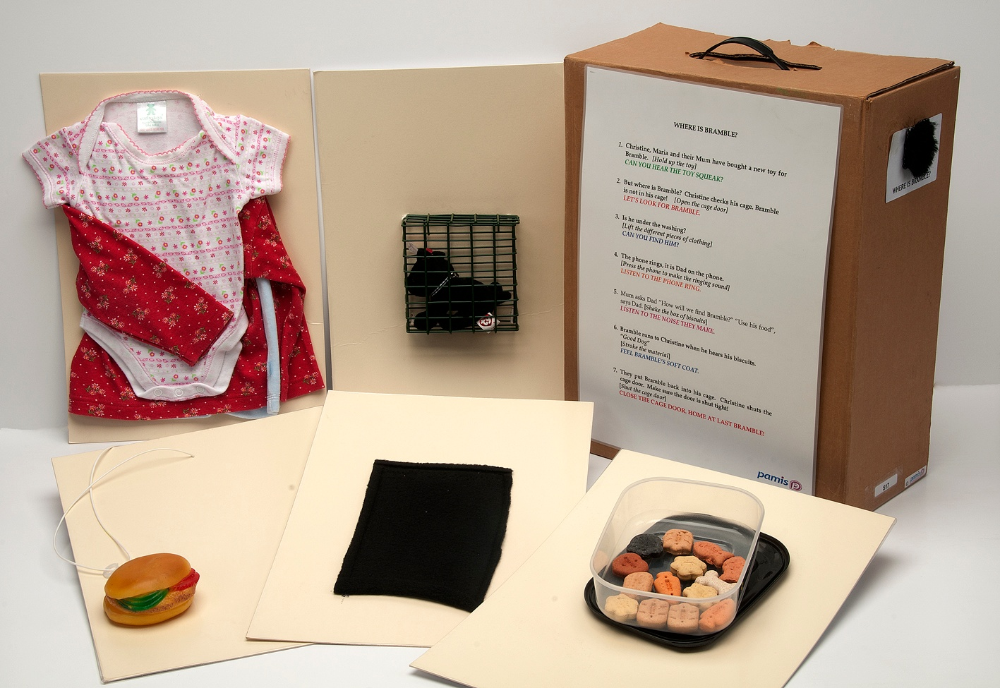 WHERE IS BRAMBLE?
1. Christine, Maria and their Mum have bought a new toy for
Bramble. [Hold up the toy]
CAN YOU HEAR THE TOY SQUEAK?
2. But where is Bramble? Christine checks his cage. Bramble
is not in his cage! [Open the cage door]
LET'S LOOK FOR BRAMBLE.
3. Is he under the washing?
[Lift the different pieces of clothing]
CAN YOU FIND HIM?
4. The phone rings, it is Dad on the phone.
[Press the phone to make the ringing sound]
LISTEN TO THE PHONE RING.
5. Mum asks Dad "How will we find Bramble?" "Use his food",
says Dad. [Shake the box of biscuits]
LISTEN TO THE NOISE THEY MAKE.
6. Bramble runs to Christine when he hears his biscuits.
"Good Dog"
[Stroke the material]
FEEL BRAMBLE'S SOFT COAT.
7. They put Bramble back into his cage. Christine shuts the
cage door. Make sure the door is shut tight!
[Shut the cage door]
CLOSE THE CAGE DOOR. HOME AT LAST BRAMBLE!
pamis
WHERE IS BRAMBLE?
S17
pamis